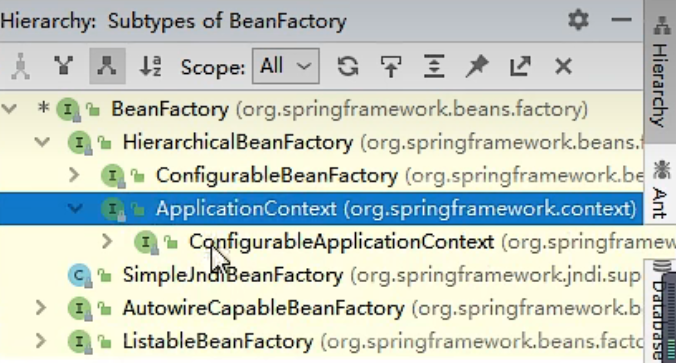 Hierarchy: Subtypes of BeanFactory
Scope: All
* BeanFactory (org.springframework.beans.factory)
HierarchicalBeanFactory (org.springframework.beans.f
ConfigurableBeanFactory (org.springframework.be
ApplicationContext (org.springframework.context)
ConfigurableApplicationContext (org.springframew
SimpleJndiBeanFactory (org.springframework.jndi.sup
AutowireCapableBeanFactory (org.springframework.b
ListableBeanFactory (org.springframework.beans.facto
Hierarchy
Ant
Database